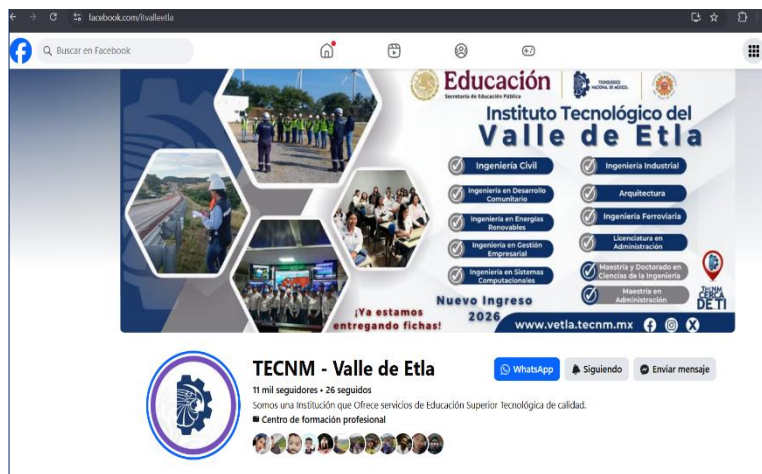 facebook.com/itvalleetla
Buscar en Facebook
Educación
Secretaría de Educación Pública
TECNOLÓGICO
NACIONAL DE MÉXICO
Instituto Tecnológico del
Valle de Etla
Ingeniería Civil
Ingeniería Industrial
Ingeniería en Desarrollo
Comunitario
Arquitectura
Ingeniería en Energías
Renovables
Ingeniería Ferroviaria
Ingeniería en Gestión
Empresarial
Licenciatura en
Administración
Ingeniería en Sistemas
Computacionales
Maestría y Doctorado en
Ciencias de la Ingeniería
Maestría en
Administración
TecNM
CERCA
DE TI
Nuevo Ingreso
2026
¡Ya estamos
entregando fichas!
www.vetla.tecnm.mx
TECNM - Valle de Etla
11 mil seguidores • 26 seguidos
Somos una Institución que Ofrece servicios de Educación Superior Tecnológica de calidad.
Centro de formación profesional
WhatsApp
Siguiendo
Enviar mensaje